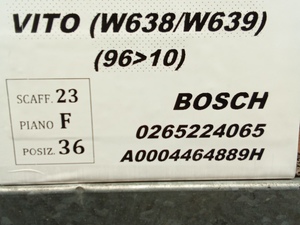 VITO (W638/W639)
(96>10)
SCAFF. 23
PIANO F
POSIZ. 36
BOSCH
0265224065
A0004464889H